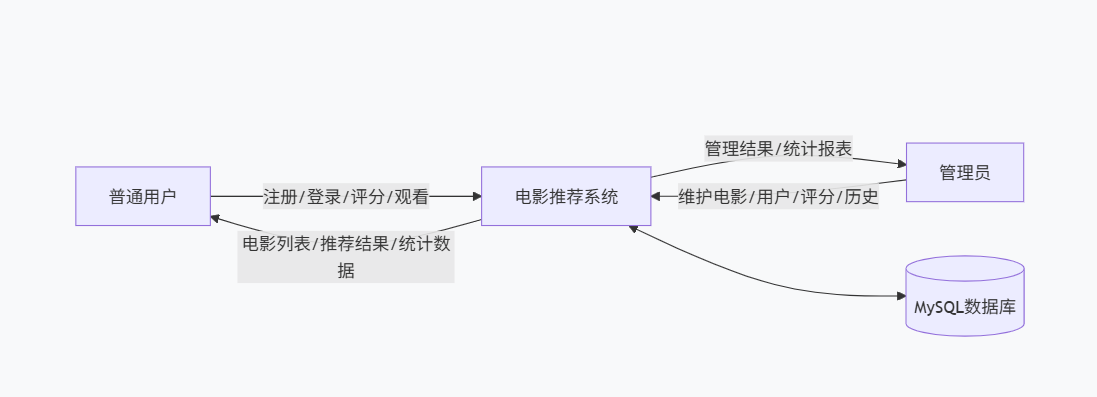 管理结果/统计报表
管理员
普通用户
注册/登录/评分/观看
电影推荐系统
维护电影/用户/评分/历史
电影列表/推荐结果/统计数
据
MySQL数据库